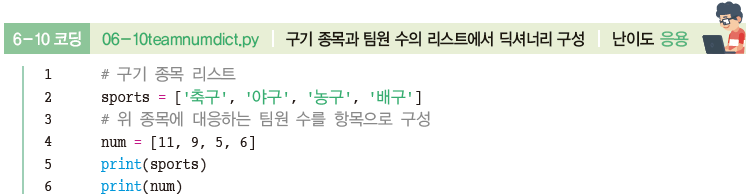 6-10 코딩 06-10teamnumdict.py 구기 종목과 팀원 수의 리스트에서 딕셔너리 구성 난이도 응용
1 # 구기 종목 리스트
2 sports = ['축구', '야구', '농구', '배구']
3 # 위 종목에 대응하는 팀원 수를 항목으로 구성
4 num = [11, 9, 5, 6]
5 print(sports)
6 print(num)